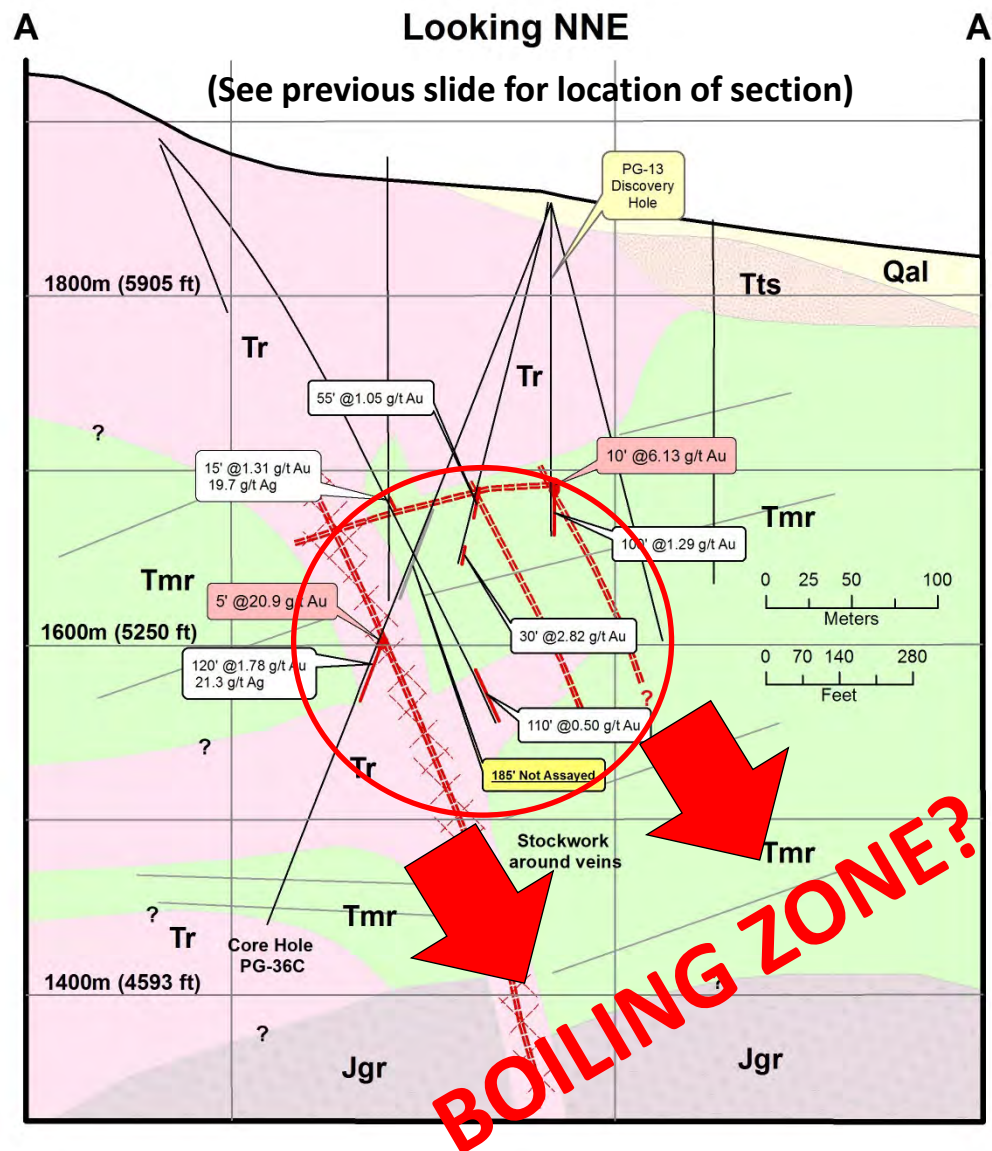 A
Looking NNE
A
(See previous slide for location of section)
PG-13
Discovery
Hole
1800m (5905 ft)
Tts
Qal
Tr
Tr
55' @1.05 g/t Au
?
15' @1.31 g/t Au
19.7 g/t Ag
10' @6.13 g/t Au
Tmr
100' @1.29 g/t Au
Tmr
0 25 50 100
Meters
5' @20.9 g/t Au
1600m (5250 ft)
30' @2.82 g/t Au
120' @1.78 g/t Au
21.3 g/t Ag
0 70 140 280
Feet
?
110' @0.50 g/t Au
?
Tr
185' Not Assayed
Stockwork
around veins
Tmr
?
Tmr
Tr
Core Hole
PG-36C
1400m (4593 ft)
?
?
Jgr
Jgr
BOILING ZONE?